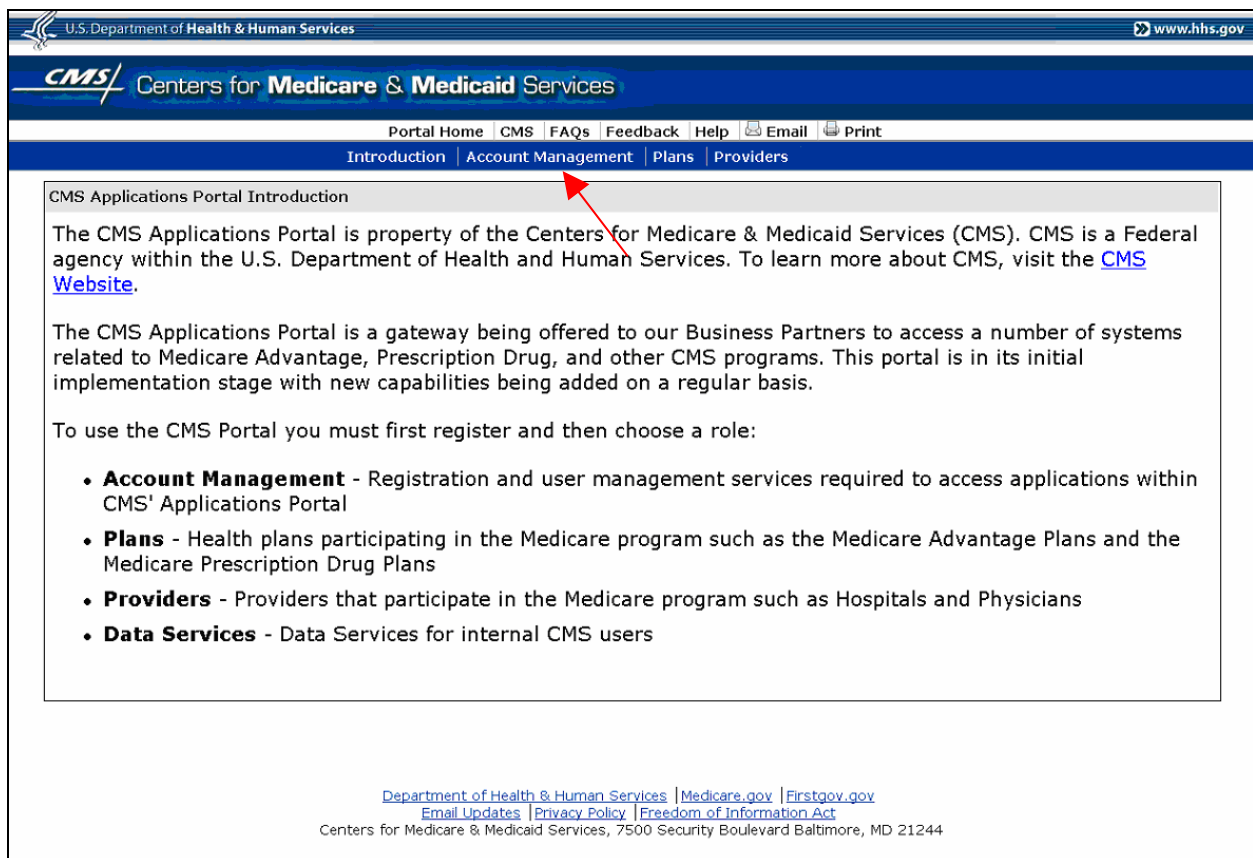 U.S. Department of Health & Human Services
www.hhs.gov
CMS/ Centers for Medicare & Medicaid Services
Portal Home | CMS | FAQs | Feedback | Help | Email | Print
Introduction | Account Management | Plans | Providers
CMS Applications Portal Introduction
The CMS Applications Portal is property of the Centers for Medicare & Medicaid Services (CMS). CMS is a Federal
agency within the U.S. Department of Health and Human Services. To learn more about CMS, visit the CMS
Website.
The CMS Applications Portal is a gateway being offered to our Business Partners to access a number of systems
related to Medicare Advantage, Prescription Drug, and other CMS programs. This portal is in its initial
implementation stage with new capabilities being added on a regular basis.
To use the CMS Portal you must first register and then choose a role:
• Account Management - Registration and user management services required to access applications within
CMS' Applications Portal
• Plans - Health plans participating in the Medicare program such as the Medicare Advantage Plans and the
Medicare Prescription Drug Plans
• Providers - Providers that participate in the Medicare program such as Hospitals and Physicians
• Data Services - Data Services for internal CMS users
Department of Health & Human Services | Medicare.gov | Firstgov.gov
Email Updates | Privacy Policy | Freedom of Information Act
Centers for Medicare & Medicaid Services, 7500 Security Boulevard Baltimore, MD 21244